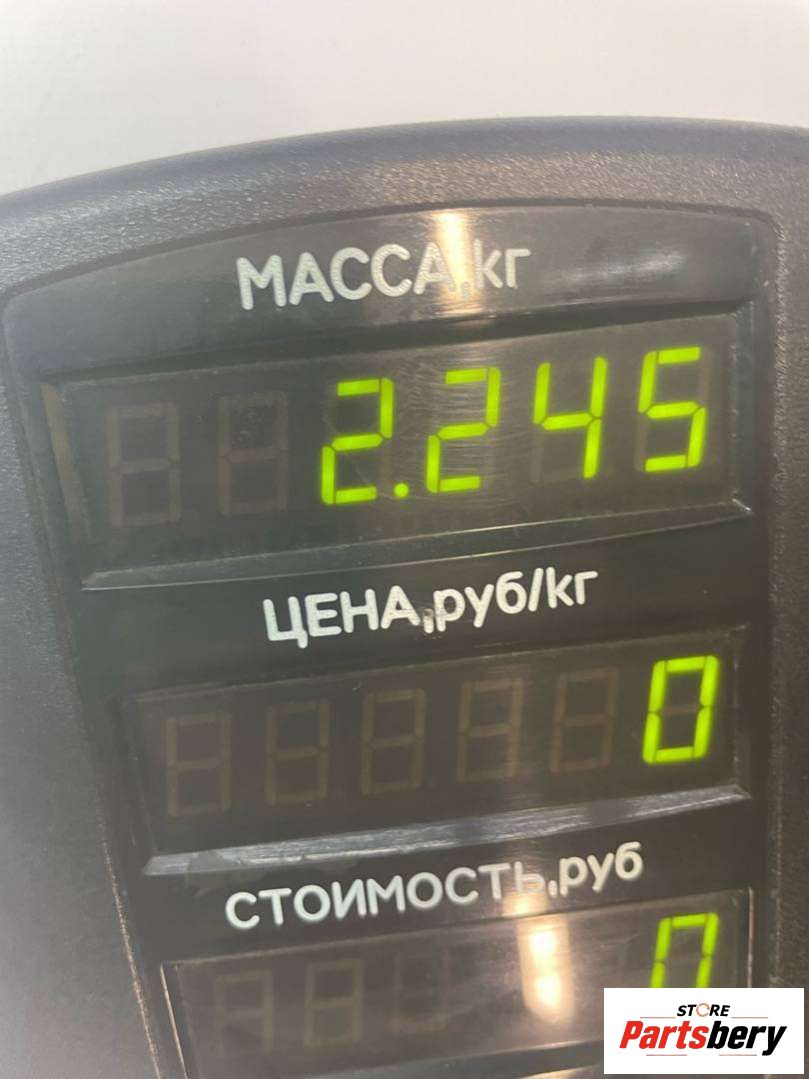 МАССА,кг
2.245
ЦЕНА,руб/кг
0
СТОИМОСТЬ,руб
0
STORE
Partsbery